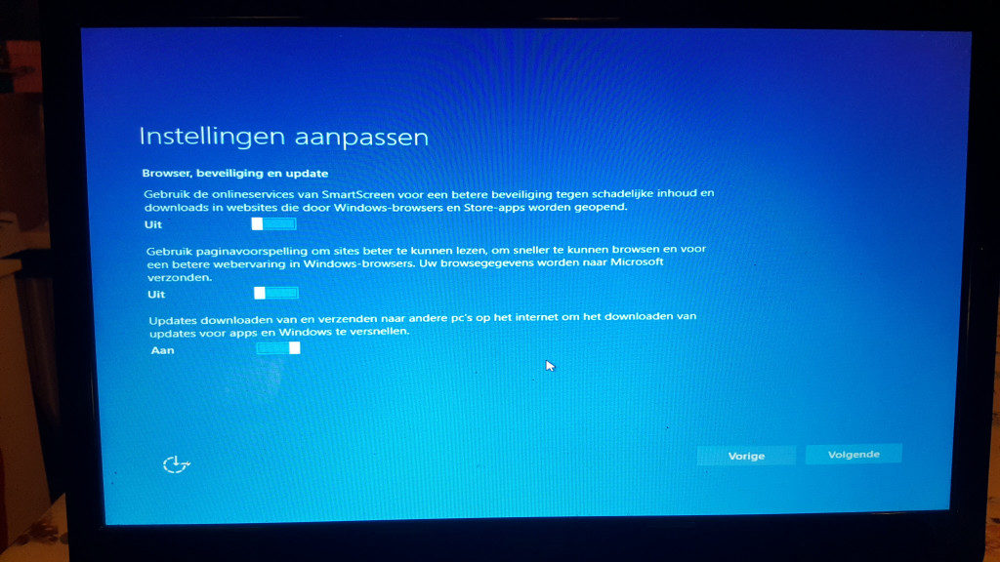 Instellingen aanpassen
Browser, beveiliging en update
Gebruik de onlineservices van SmartScreen voor een betere beveiliging tegen schadelijke inhoud en
downloads in websites die door Windows-browsers en Store-apps worden geopend.
Uit
Gebruik paginavoorspelling om sites beter te kunnen lezen, om sneller te kunnen browsen en voor
een betere webervaring in Windows-browsers. Uw browsegegevens worden naar Microsoft
verzonden.
Uit
Updates downloaden van en verzenden naar andere pc's op het internet om het downloaden van
updates voor apps en Windows te versnellen.
Aan
Vorige
Volgende